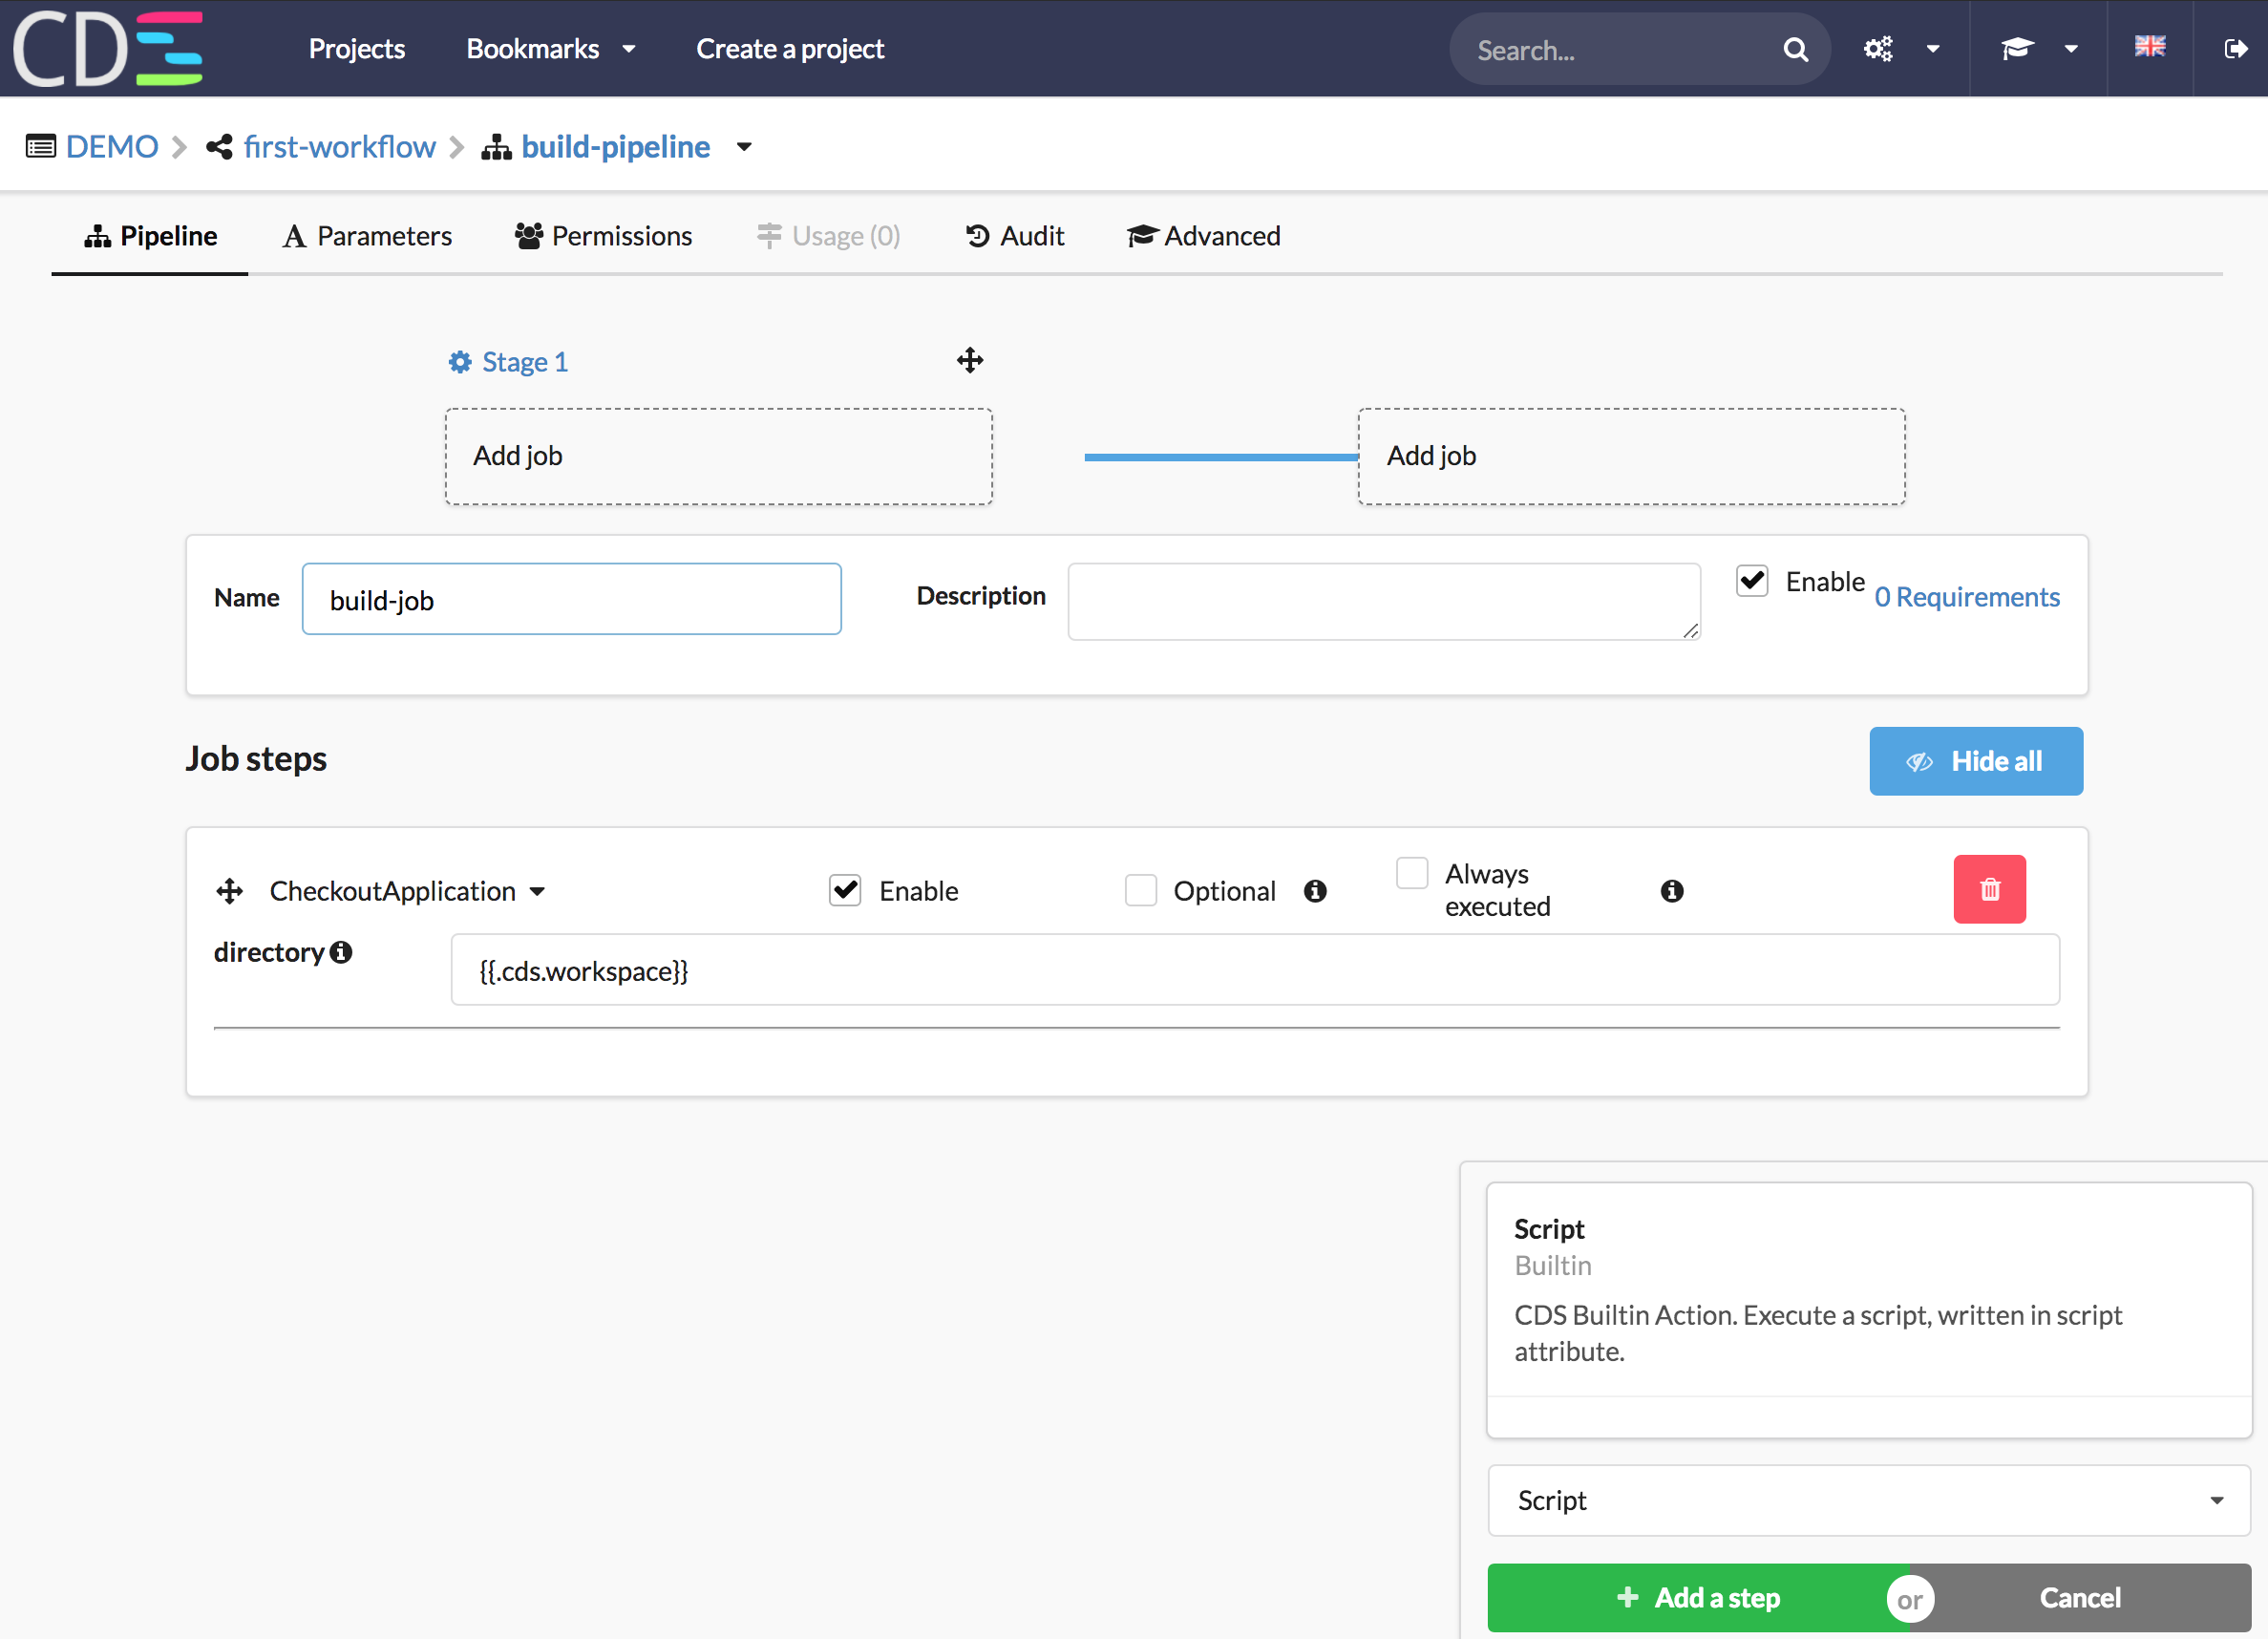 CD
Projects
Bookmarks
Create a project
Search...
DEMO
first-workflow
build-pipeline
Pipeline
Parameters
Permissions
Usage (0)
Audit
Advanced
Stage 1
Add job
Add job
Name
build-job
Description
Enable
0 Requirements
Job steps
Hide all
CheckoutApplication
Enable
Optional
Always
executed
directory
{{.cds.workspace}}
Script
Builtin
CDS Builtin Action. Execute a script, written in script
attribute.
Script
Add a step
or
Cancel